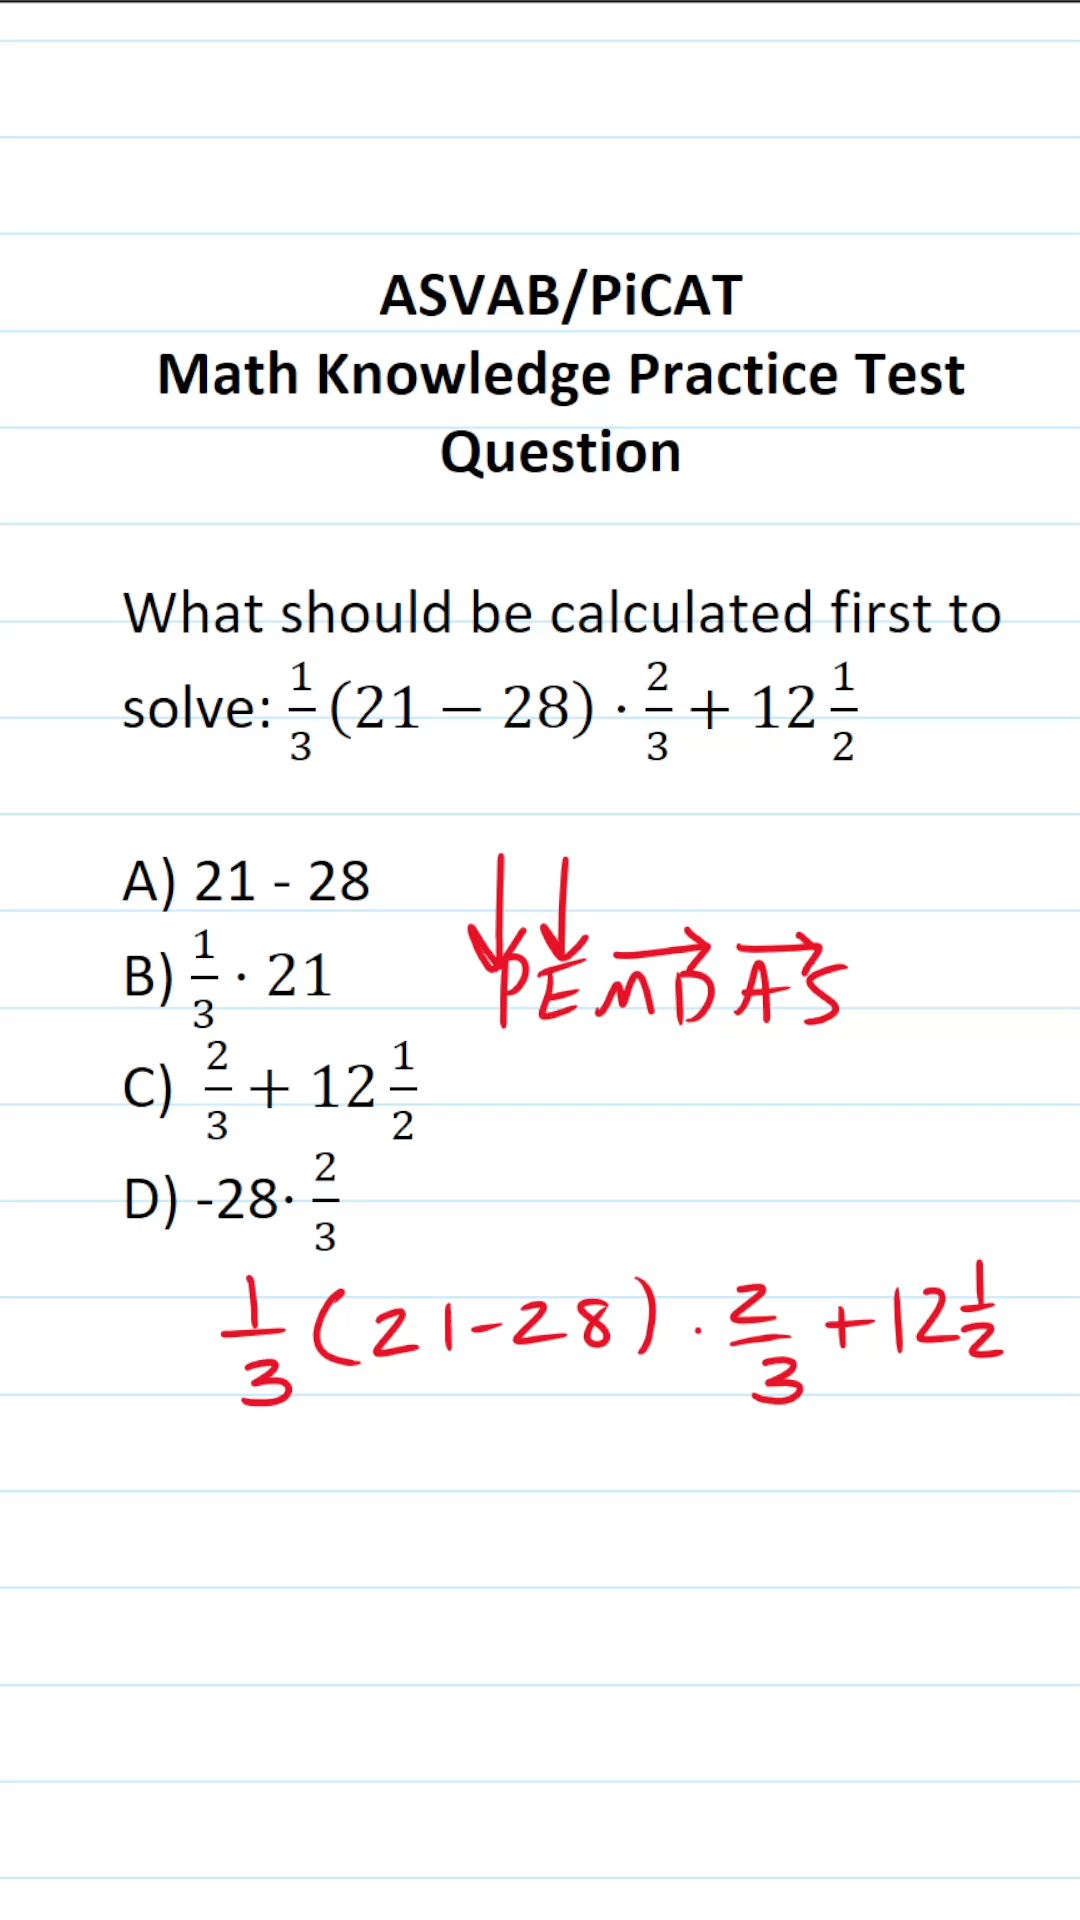 ASVAB/PiCAT
Math Knowledge Practice Test
Question
What should be calculated first to
solve: 1/3 (21 − 28) · 2/3 + 12 1/2
A) 21 - 28
B) 1/3 · 21
C) 2/3 + 12 1/2
D) -28· 2/3
PEMDAS
1/3 (21-28) · 2/3 +12 1/2